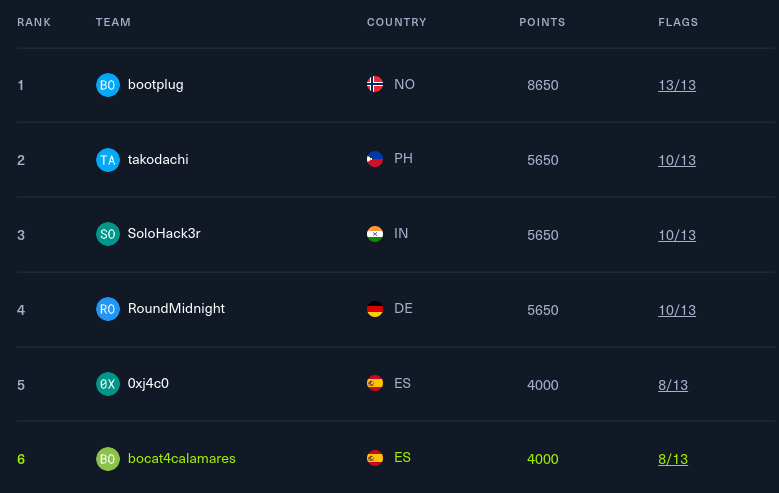 RANK TEAM COUNTRY POINTS FLAGS
1 BO bootplug NO 8650 13/13
2 TA takodachi PH 5650 10/13
3 SO SoloHack3r IN 5650 10/13
4 RO RoundMidnight DE 5650 10/13
5 0X 0xj4c0 ES 4000 8/13
6 BO bocat4calamares ES 4000 8/13